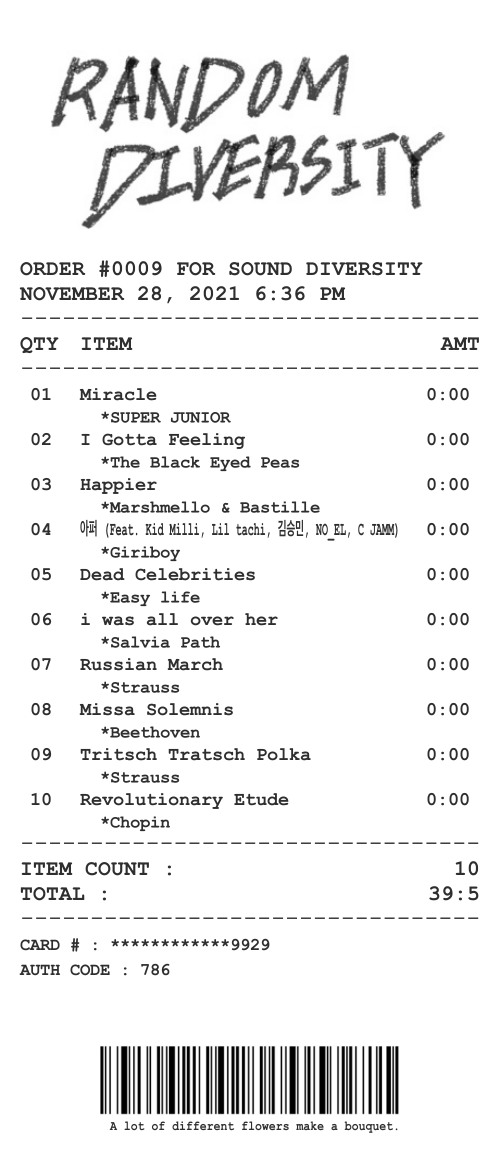 RANDOM
DIVERSITY
ORDER #0009 FOR SOUND DIVERSITY
NOVEMBER 28, 2021 6:36 PM
QTY ITEM AMT
01 Miracle 0:00
*SUPER JUNIOR
02 I Gotta Feeling 0:00
*The Black Eyed Peas
03 Happier 0:00
*Marshmello & Bastille
04 아퍼 (Feat. Kid Milli, Lil tachi, 김승민, NO_EL, C JAMM) 0:00
*Giriboy
05 Dead Celebrities 0:00
*Easy life
06 i was all over her 0:00
*Salvia Path
07 Russian March 0:00
*Strauss
08 Missa Solemnis 0:00
*Beethoven
09 Tritsch Tratsch Polka 0:00
*Strauss
10 Revolutionary Etude 0:00
*Chopin
ITEM COUNT : 10
TOTAL : 39:5
CARD # : ************9929
AUTH CODE : 786
A lot of different flowers make a bouquet.